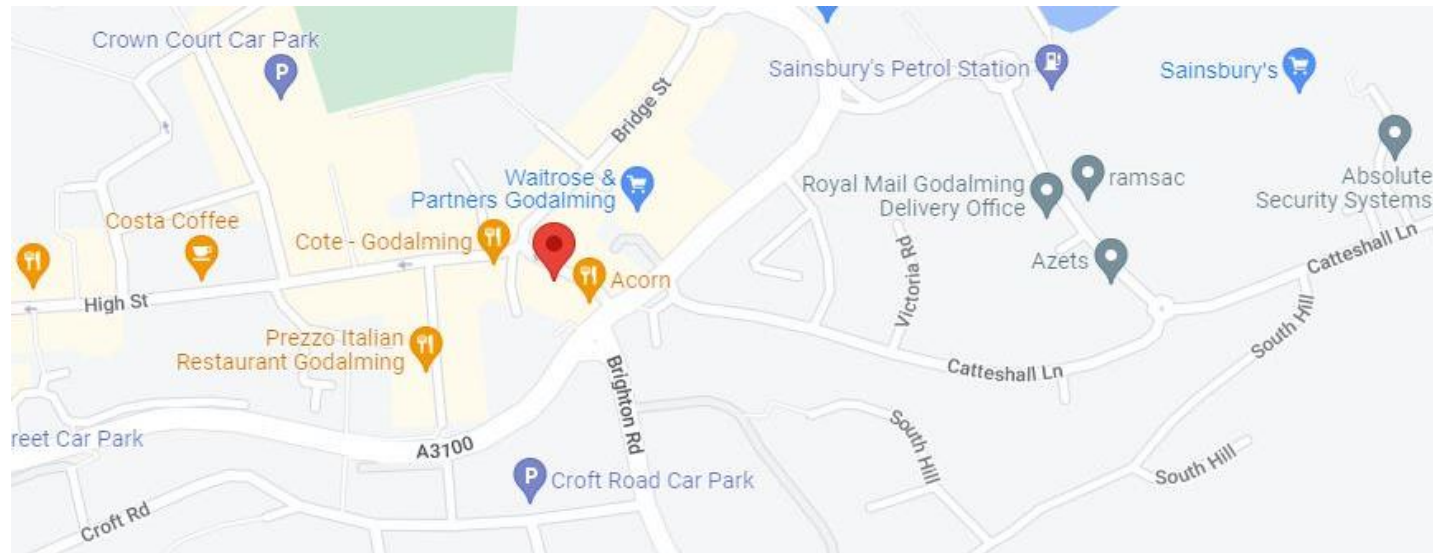 Crown Court Car Park
Sainsbury's Petrol Station
Sainsbury's
Bridge St
Waitrose &
Partners Godalming
Royal Mail Godalming
Delivery Office
ramsac
Absolute
Security Systems
Costa Coffee
Cote - Godalming
Acorn
Azets
Victoria Rd
Catteshall Ln
High St
Prezzo Italian
Restaurant Godalming
South Hill
Catteshall Ln
Brighton Rd
reet Car Park
A3100
South Hill
South Hill
Croft Road Car Park
Croft Rd
P
P